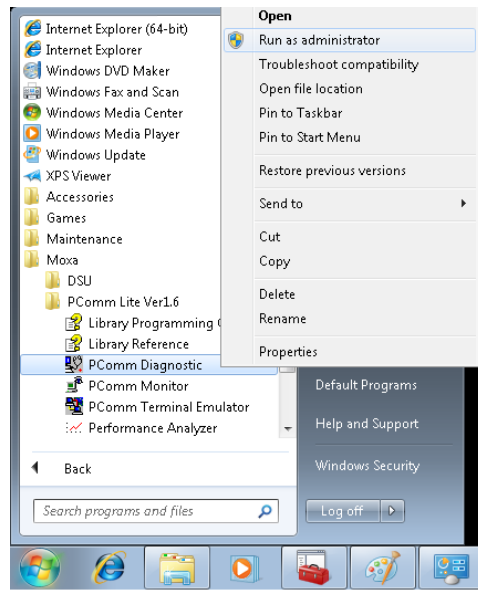 Internet Explorer (64-bit)
Internet Explorer
Windows DVD Maker
Windows Fax and Scan
Windows Media Center
Windows Media Player
Windows Update
XPS Viewer
Accessories
Games
Maintenance
Moxa
DSU
PComm Lite Ver1.6
Library Programming
Library Reference
PComm Diagnostic
PComm Monitor
PComm Terminal Emulator
Performance Analyzer
Back
Search programs and files
Open
Run as administrator
Troubleshoot compatibility
Open file location
Pin to Taskbar
Pin to Start Menu
Restore previous versions
Send to
Cut
Copy
Delete
Rename
Properties
Default Programs
Help and Support
Windows Security
Log off